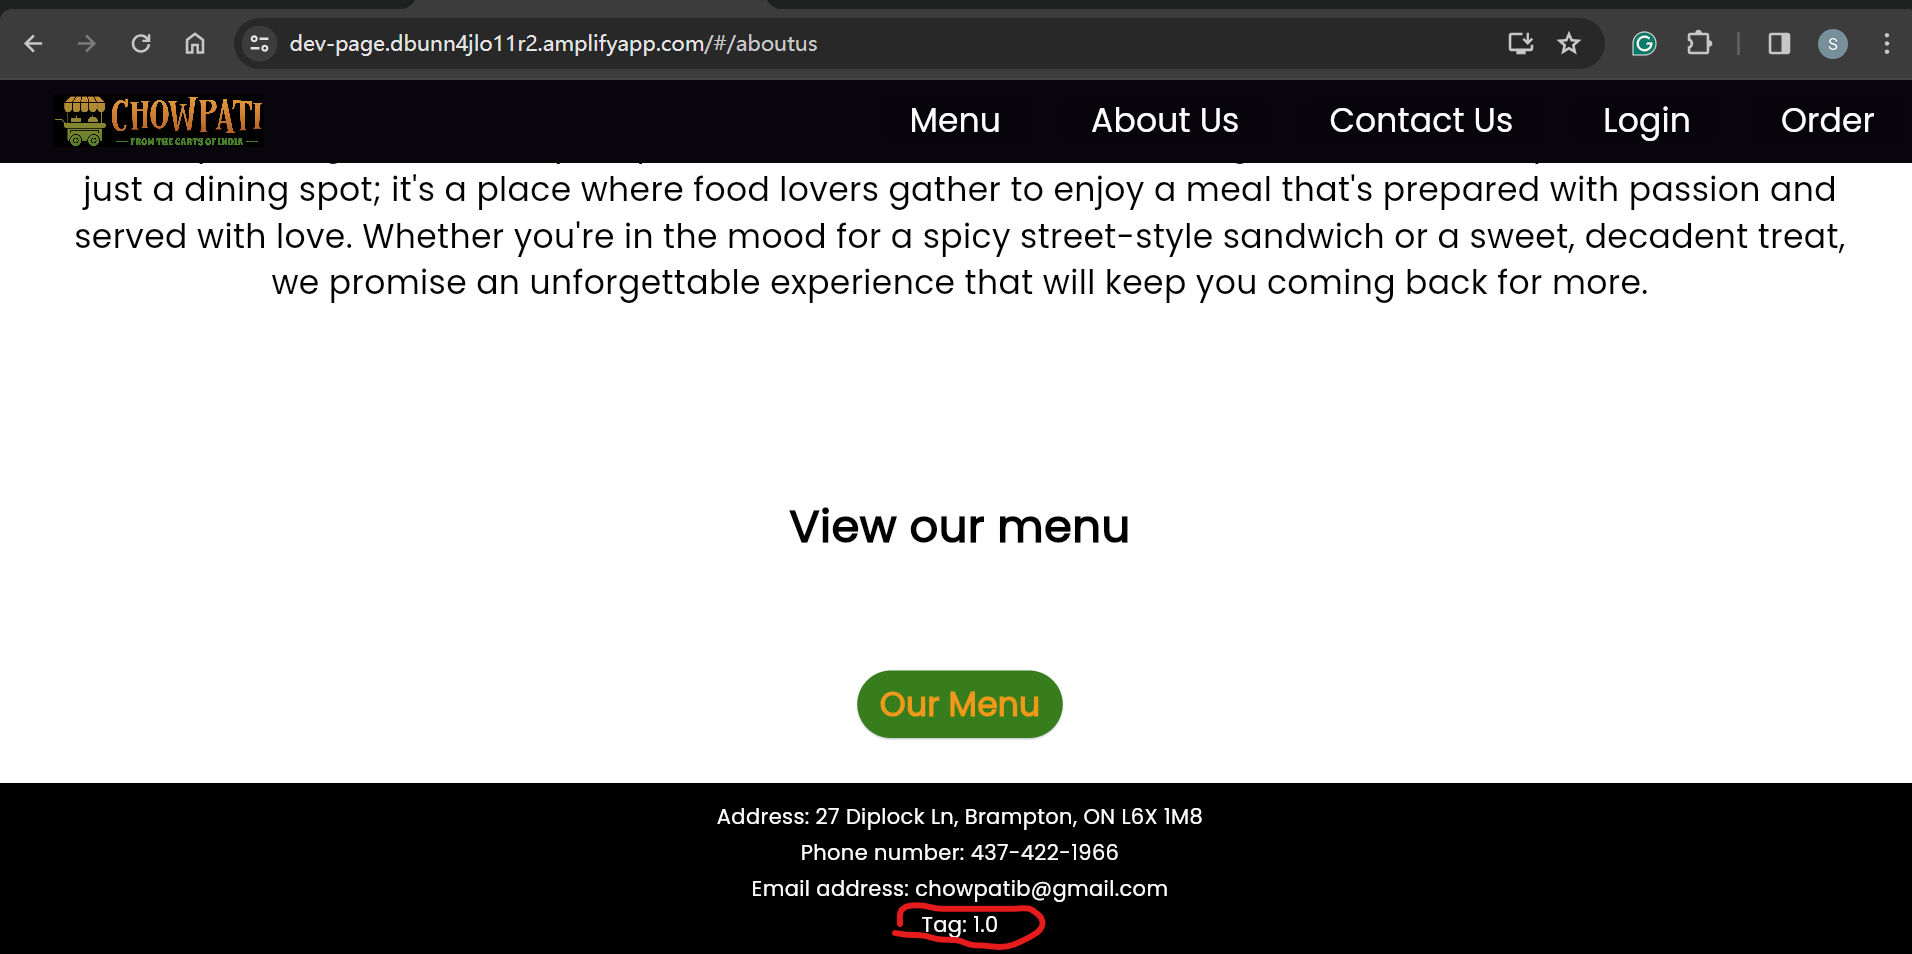 dev-page.dbunn4jlo11r2.amplifyapp.com/#/aboutus
S
CHOWPATI
FROM THE CARTS OF INDIA
Menu
About Us
Contact Us
Login
Order
just a dining spot; it's a place where food lovers gather to enjoy a meal that's prepared with passion and
served with love. Whether you're in the mood for a spicy street-style sandwich or a sweet, decadent treat,
we promise an unforgettable experience that will keep you coming back for more.
View our menu
Our Menu
Address: 27 Diplock Ln, Brampton, ON L6X 1M8
Phone number: 437-422-1966
Email address: chowpatib@gmail.com
Tag: 1.0